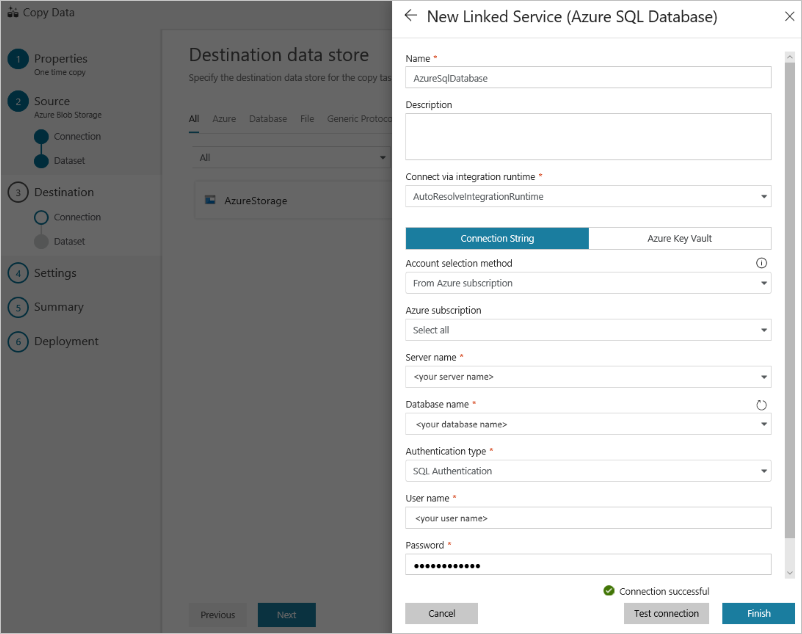 Copy Data
1 Properties
One time copy
2 Source
Azure Blob Storage
Connection
Dataset
3 Destination
Connection
Dataset
4 Settings
5 Summary
6 Deployment
Destination data store
Specify the destination data store for the copy tas
All Azure Database File Generic Protoco
All
AzureStorage
Previous Next
New Linked Service (Azure SQL Database)
Name *
AzureSqlDatabase
Description
Connect via integration runtime *
AutoResolveIntegrationRuntime
Connection String Azure Key Vault
Account selection method
From Azure subscription
Azure subscription
Select all
Server name *
<your server name>
Database name *
<your database name>
Authentication type *
SQL Authentication
User name *
<your user name>
Password *
••••••••••••
Connection successful
Cancel Test connection Finish